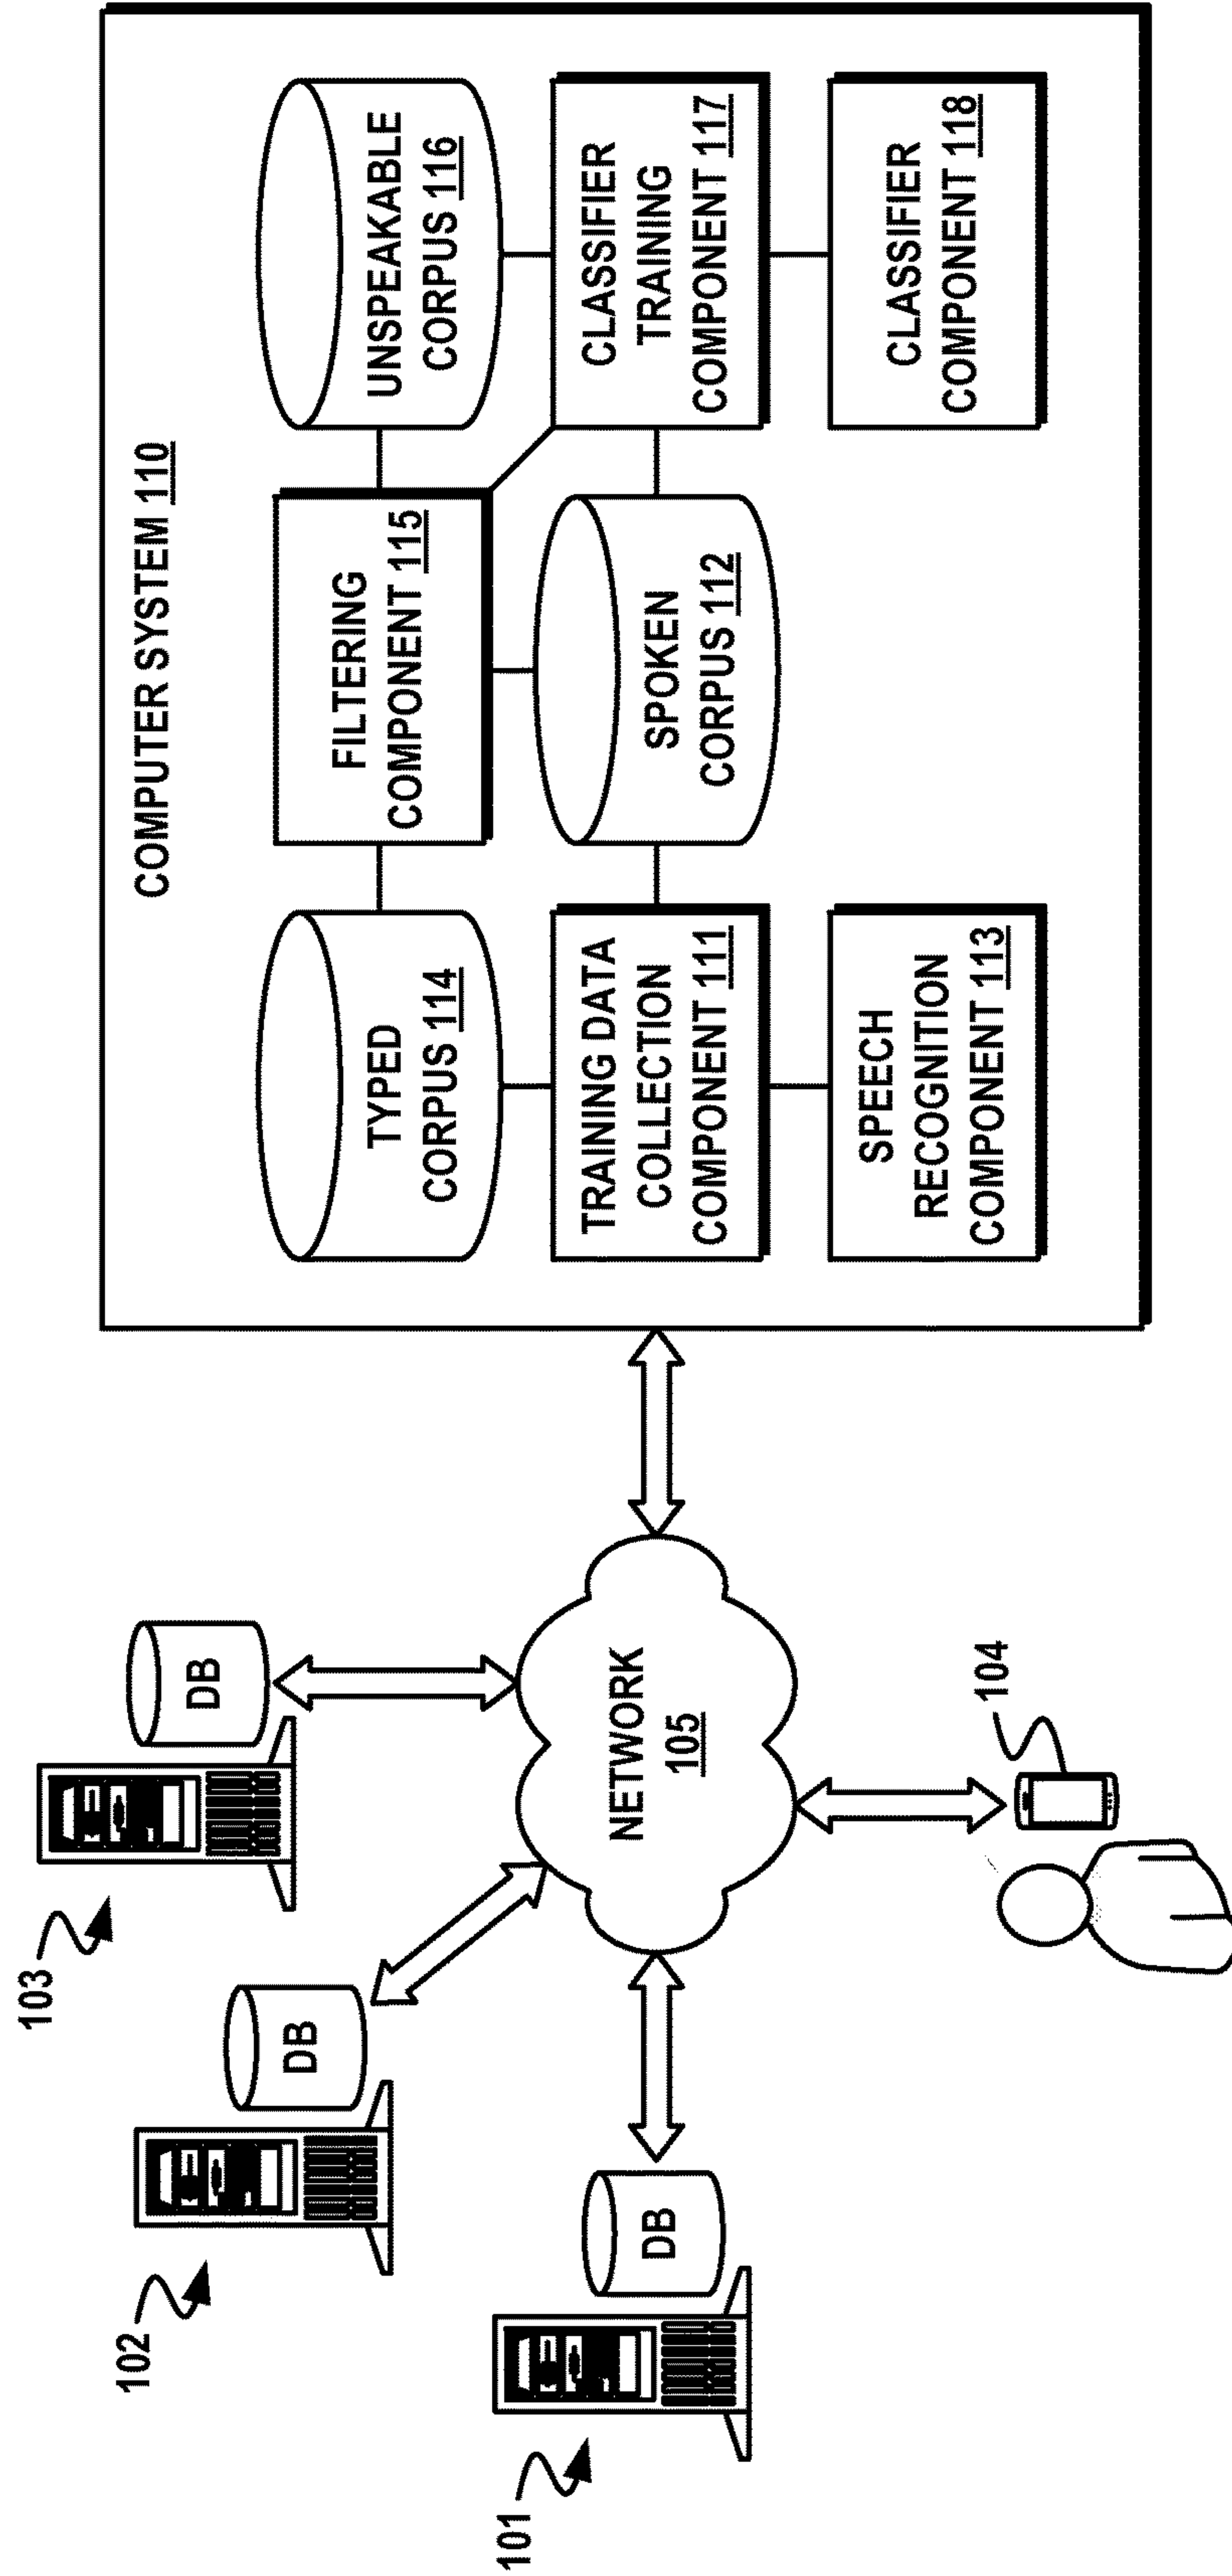 103
DB
102
DB
101
DB
NETWORK
105
104
COMPUTER SYSTEM 110
TYPED
CORPUS 114
FILTERING
COMPONENT 115
UNSPEAKABLE
CORPUS 116
TRAINING DATA
COLLECTION
COMPONENT 111
SPOKEN
CORPUS 112
CLASSIFIER
TRAINING
COMPONENT 117
SPEECH
RECOGNITION
COMPONENT 113
CLASSIFIER
COMPONENT 118